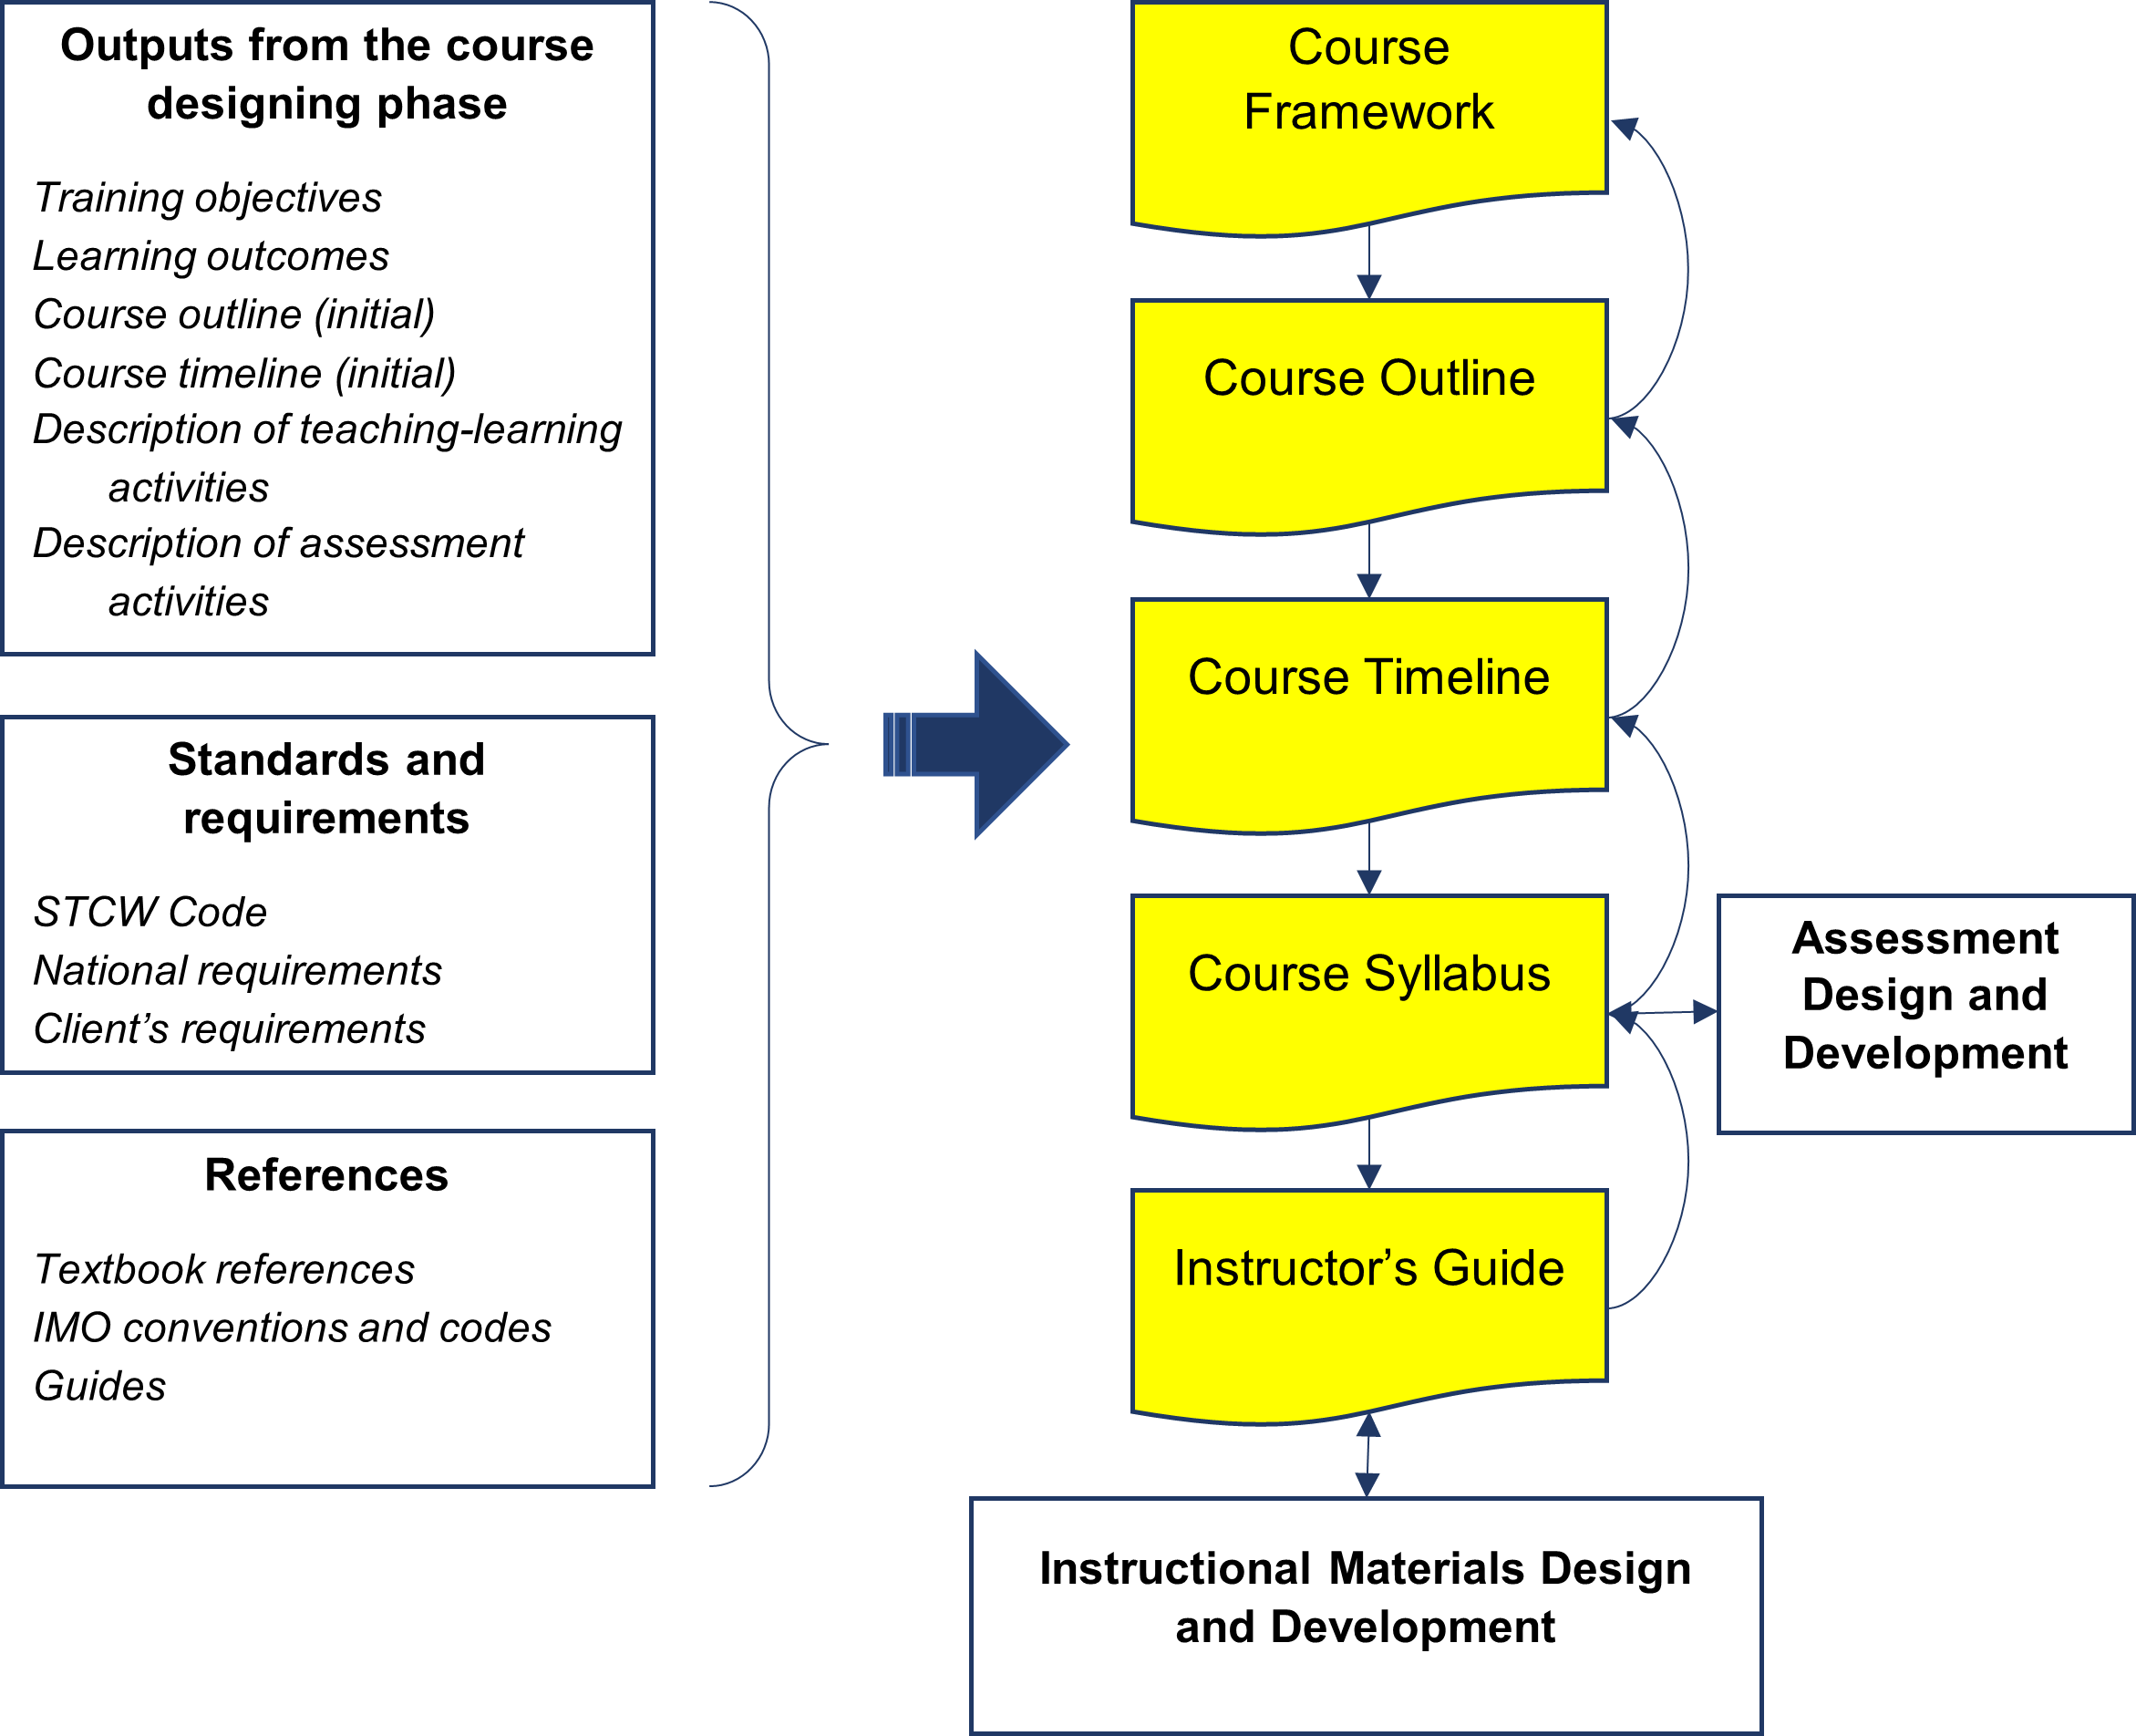 Outputs from the course
designing phase
Training objectives
Learning outcomes
Course outline (initial)
Course timeline (initial)
Description of teaching-learning
activities
Description of assessment
activities
Standards and
requirements
STCW Code
National requirements
Client’s requirements
References
Textbook references
IMO conventions and codes
Guides
Course
Framework
Course Outline
Course Timeline
Course Syllabus
Instructor’s Guide
Assessment
Design and
Development
Instructional Materials Design
and Development